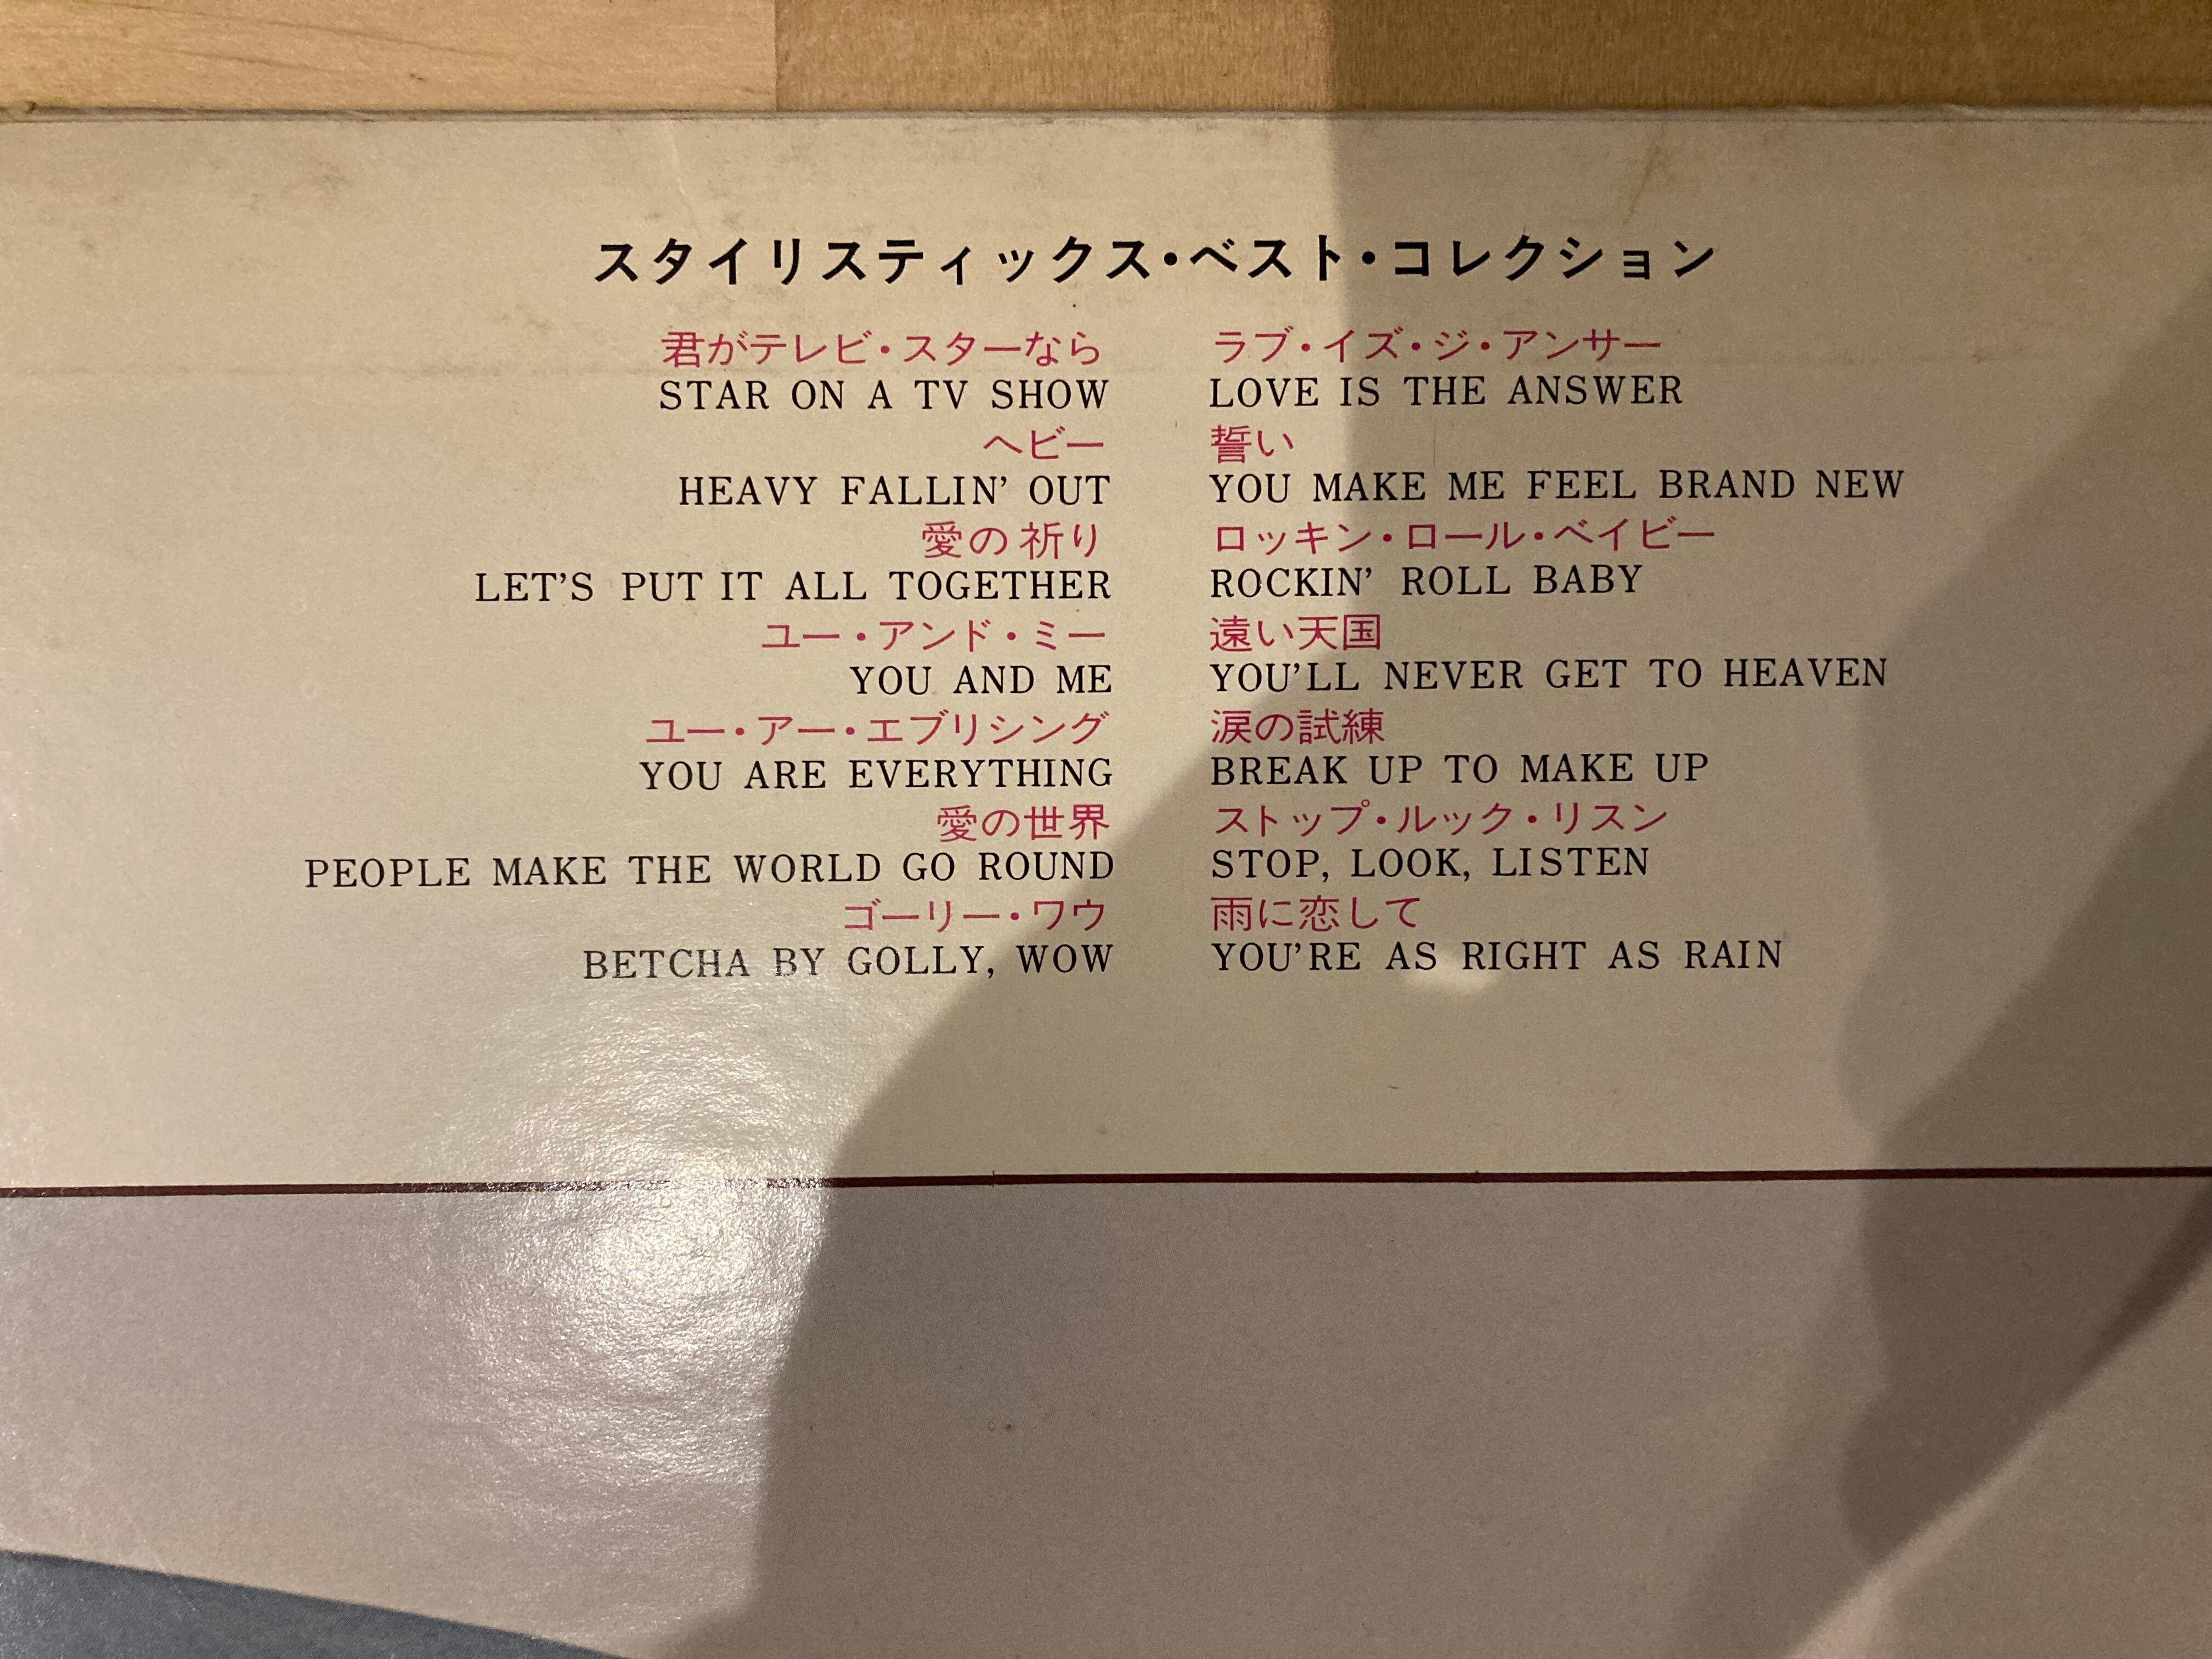 スタイリスティックス・ベスト・コレクション
君がテレビ・スターなら
STAR ON A TV SHOW
ヘビー
HEAVY FALLIN' OUT
愛の祈り
LET'S PUT IT ALL TOGETHER
ユー・アンド・ミー
YOU AND ME
ユー・アー・エブリシング
YOU ARE EVERYTHING
愛の世界
PEOPLE MAKE THE WORLD GO ROUND
ゴーリー・ワウ
BETCHA BY GOLLY, WOW
ラブ・イズ・ジ・アンサー
LOVE IS THE ANSWER
誓い
YOU MAKE ME FEEL BRAND NEW
ロッキン・ロール・ベイビー
ROCKIN' ROLL BABY
遠い天国
YOU'LL NEVER GET TO HEAVEN
涙の試練
BREAK UP TO MAKE UP
ストップ・ルック・リスン
STOP, LOOK, LISTEN
雨に恋して
YOU'RE AS RIGHT AS RAIN